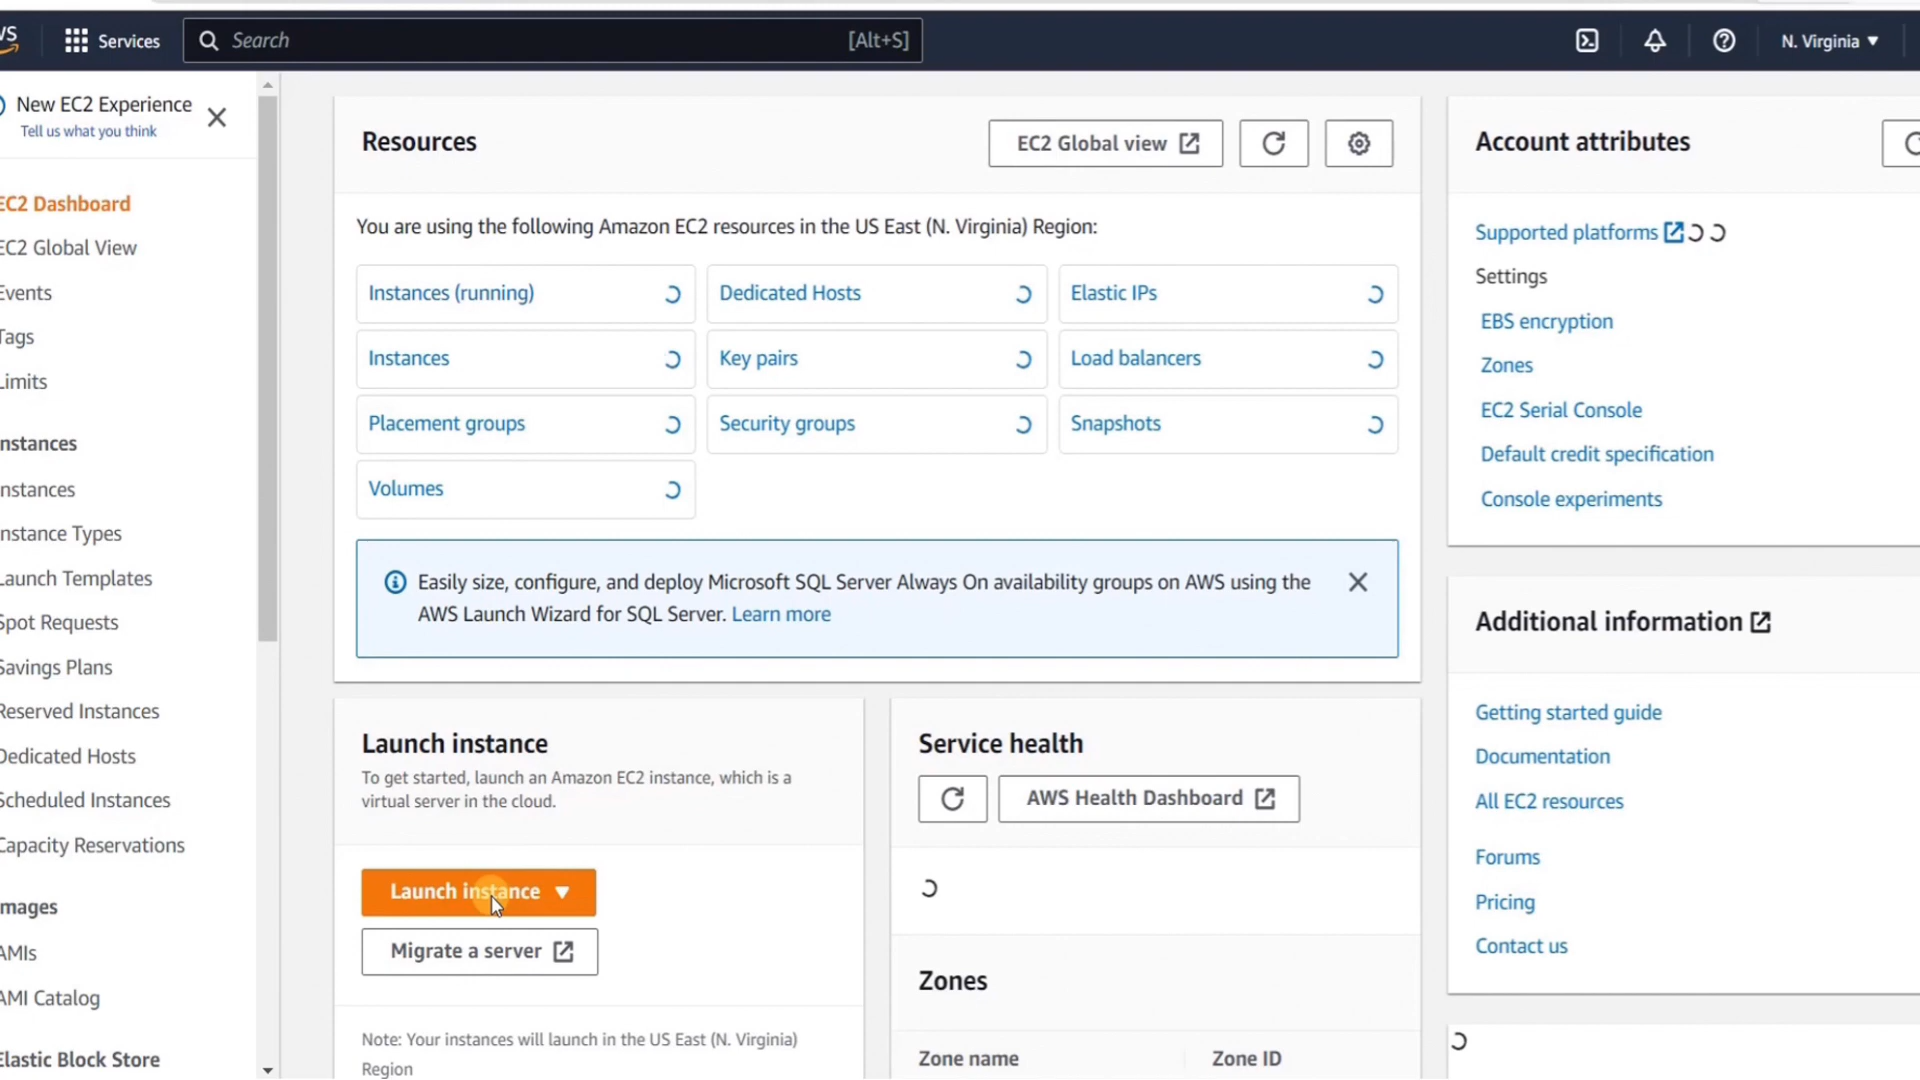 Services
Search
[Alt+S]
N. Virginia
New EC2 Experience
Tell us what you think
EC2 Dashboard
EC2 Global View
Events
Tags
Limits
Instances
Instances
Instance Types
Launch Templates
Spot Requests
Savings Plans
Reserved Instances
Dedicated Hosts
Scheduled Instances
Capacity Reservations
Images
AMIs
AMI Catalog
Elastic Block Store
Resources
EC2 Global view
You are using the following Amazon EC2 resources in the US East (N. Virginia) Region:
Instances (running)
Dedicated Hosts
Elastic IPs
Instances
Key pairs
Load balancers
Placement groups
Security groups
Snapshots
Volumes
Easily size, configure, and deploy Microsoft SQL Server Always On availability groups on AWS using the
AWS Launch Wizard for SQL Server. Learn more
Launch instance
To get started, launch an Amazon EC2 instance, which is a
virtual server in the cloud.
Launch instance
Migrate a server
Note: Your instances will launch in the US East (N. Virginia)
Region
Service health
AWS Health Dashboard
Zones
Zone name
Zone ID
Account attributes
Supported platforms
Settings
EBS encryption
Zones
EC2 Serial Console
Default credit specification
Console experiments
Additional information
Getting started guide
Documentation
All EC2 resources
Forums
Pricing
Contact us